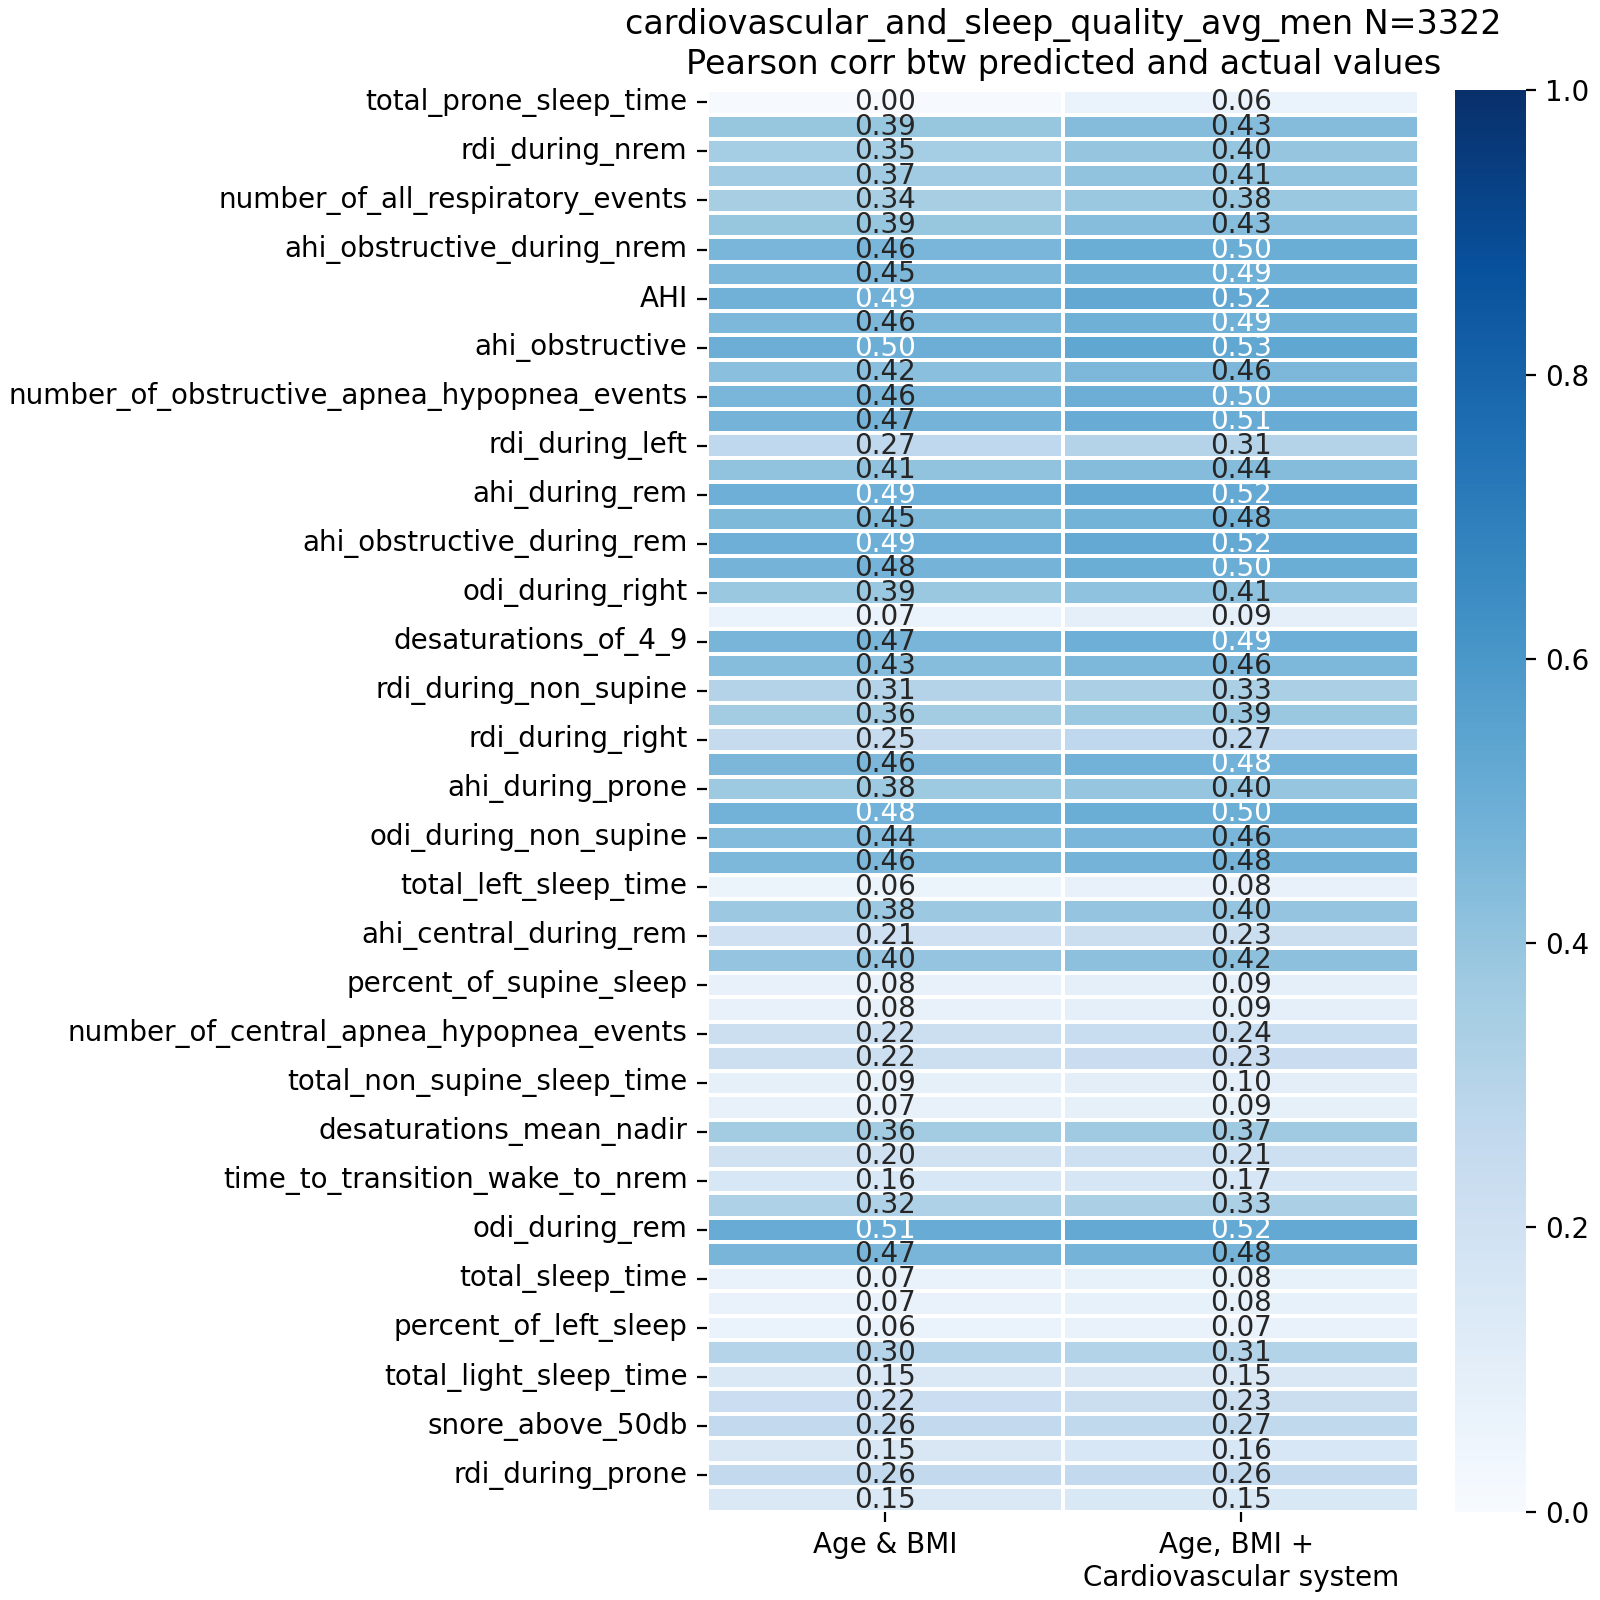 cardiovascular_and_sleep_quality_avg_men N=3322
Pearson corr btw predicted and actual values
total_prone_sleep_time 0.00 0.06
0.39 0.43
rdi_during_nrem 0.35 0.40
0.37 0.41
number_of_all_respiratory_events 0.34 0.38
0.39 0.43
ahi_obstructive_during_nrem 0.46 0.50
0.45 0.49
AHI 0.49 0.52
0.46 0.49
ahi_obstructive 0.50 0.53
0.42 0.46
number_of_obstructive_apnea_hypopnea_events 0.46 0.50
0.47 0.51
rdi_during_left 0.27 0.31
0.41 0.44
ahi_during_rem 0.49 0.52
0.45 0.48
ahi_obstructive_during_rem 0.49 0.52
0.48 0.50
odi_during_right 0.39 0.41
0.07 0.09
desaturations_of_4_9 0.47 0.49
0.43 0.46
rdi_during_non_supine 0.31 0.33
0.36 0.39
rdi_during_right 0.25 0.27
0.46 0.48
ahi_during_prone 0.38 0.40
0.48 0.50
odi_during_non_supine 0.44 0.46
0.46 0.48
total_left_sleep_time 0.06 0.08
0.38 0.40
ahi_central_during_rem 0.21 0.23
0.40 0.42
percent_of_supine_sleep 0.08 0.09
0.08 0.09
number_of_central_apnea_hypopnea_events 0.22 0.24
0.22 0.23
total_non_supine_sleep_time 0.09 0.10
0.07 0.09
desaturations_mean_nadir 0.36 0.37
0.20 0.21
time_to_transition_wake_to_nrem 0.16 0.17
0.32 0.33
odi_during_rem 0.51 0.52
0.47 0.48
total_sleep_time 0.07 0.08
0.07 0.08
percent_of_left_sleep 0.06 0.07
0.30 0.31
total_light_sleep_time 0.15 0.15
0.22 0.23
snore_above_50db 0.26 0.27
0.15 0.16
rdi_during_prone 0.26 0.26
0.15 0.15
Age & BMI
Age, BMI +
Cardiovascular system
1.0
0.8
0.6
0.4
0.2
0.0